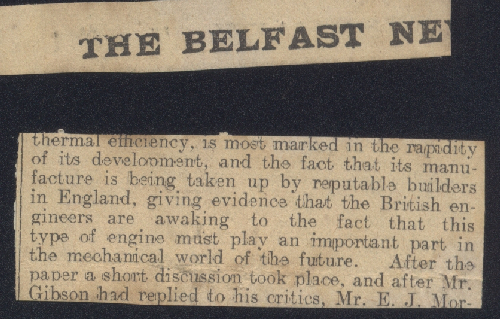 THE BELFAST NE
thermal efficiency, is most marked in the rapidity
of its development, and the fact that its manu-
facture is being taken up by reputable builders
in England, giving evidence that the British en-
gineers are awaking to the fact that this
type of engine must play an important part in
the mechanical world of the future. After the
paper a short discussion took place, and after Mr.
Gibson had replied to his critics, Mr. E. J. Mor-